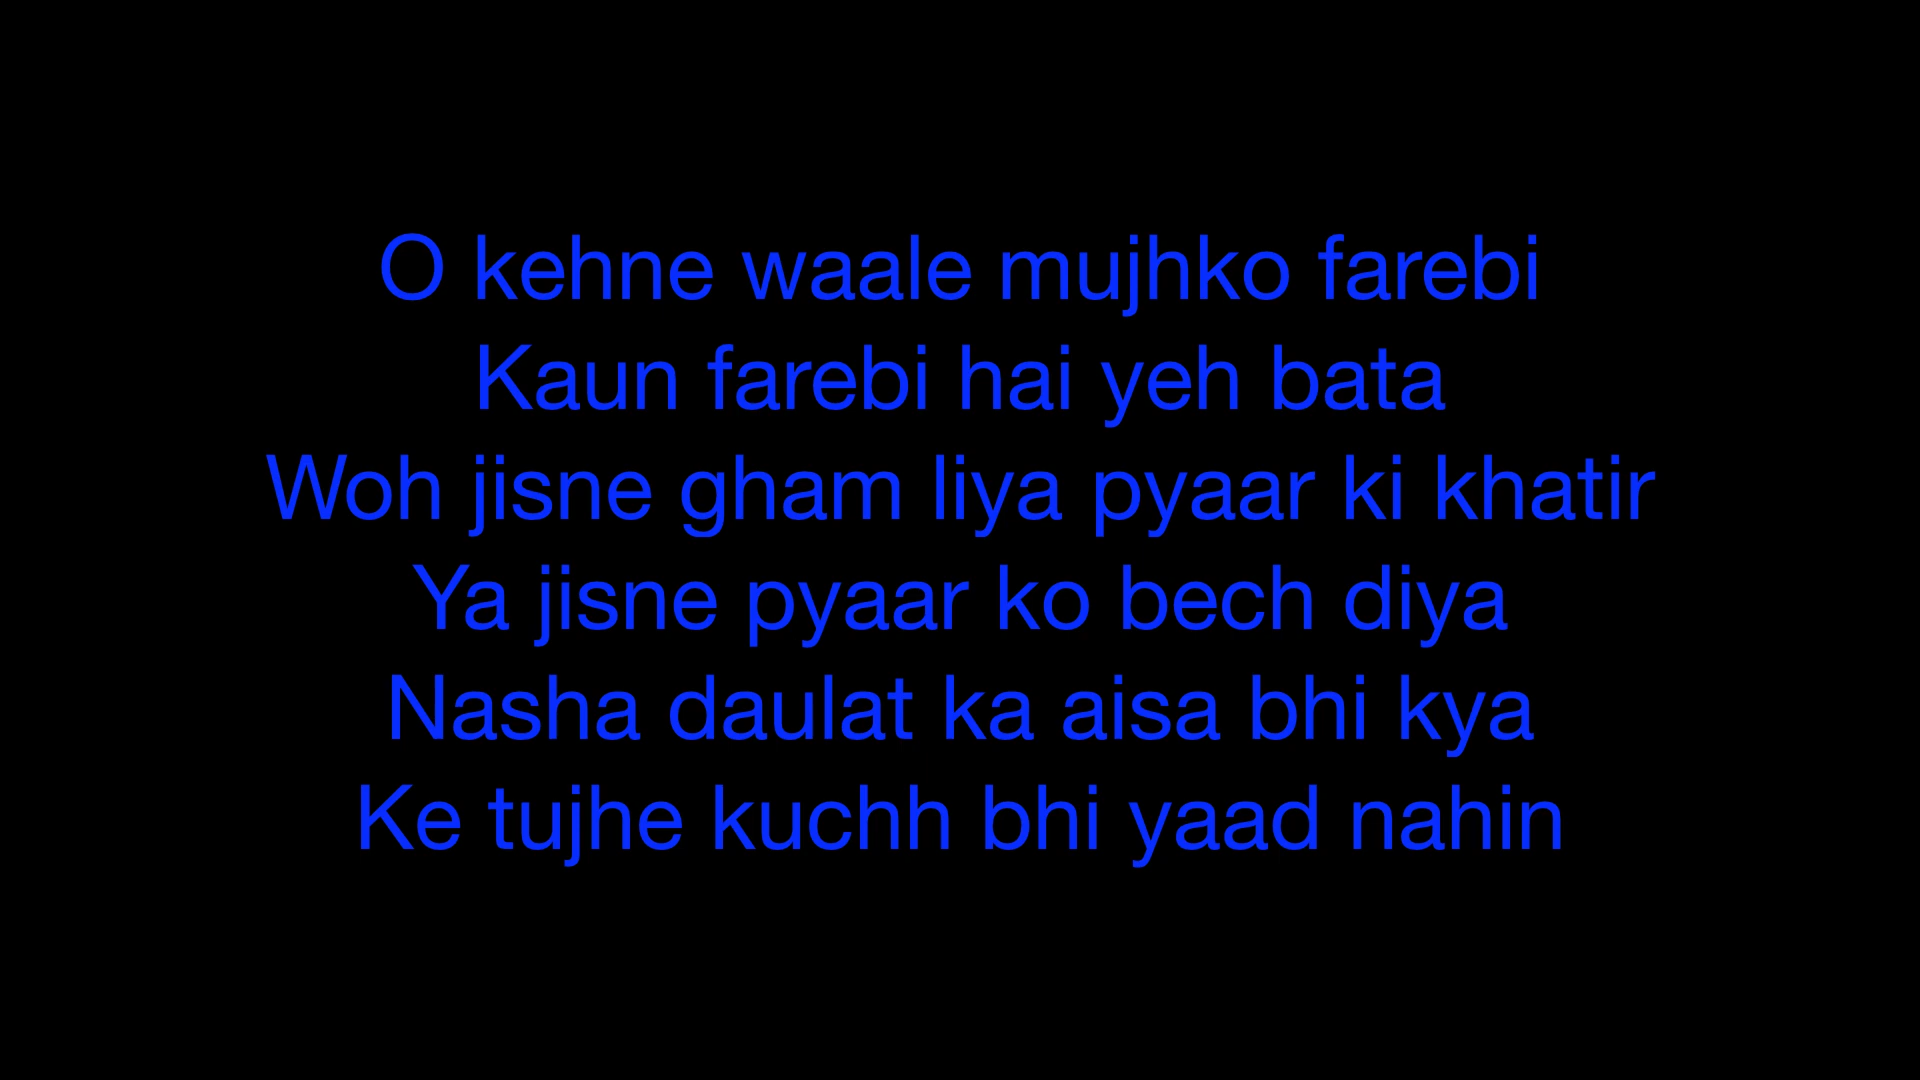 O kehne waale mujhko farebi
Kaun farebi hai yeh bata
Woh jisne gham liya pyaar ki khatir
Ya jisne pyaar ko bech diya
Nasha daulat ka aisa bhi kya
Ke tujhe kuchh bhi yaad nahin